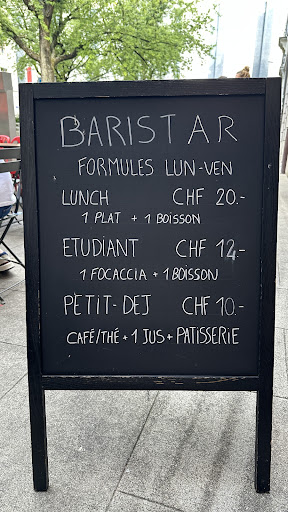 BARISTAR
FORMULES LUN-VEN
LUNCH CHF 20.-
1 PLAT + 1 BOISSON
ETUDIANT CHF 12.-
1 FOCACCIA + 1 BOISSON
PETIT-DEJ CHF 10.-
CAFÉ/THÉ + 1 JUS + PATISSERIE